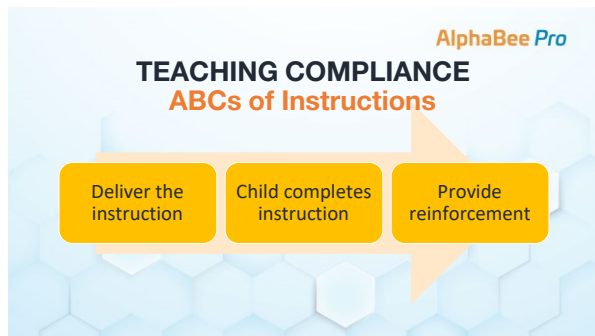 AlphaBee Pro
TEACHING COMPLIANCE
ABCs of Instructions
Deliver the
instruction
Child completes
instruction
Provide
reinforcement